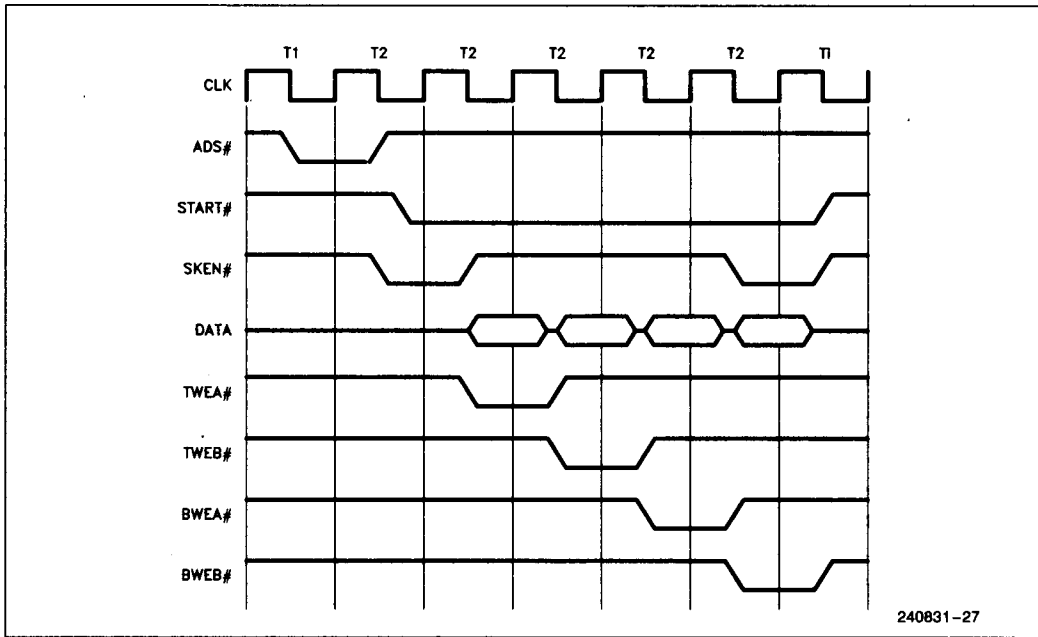 T1 T2 T2 T2 T2 T2 Ti
CLK
ADS#
START#
SKEN#
DATA
TWEA#
TWEB#
BWEA#
BWEB#
240831-27